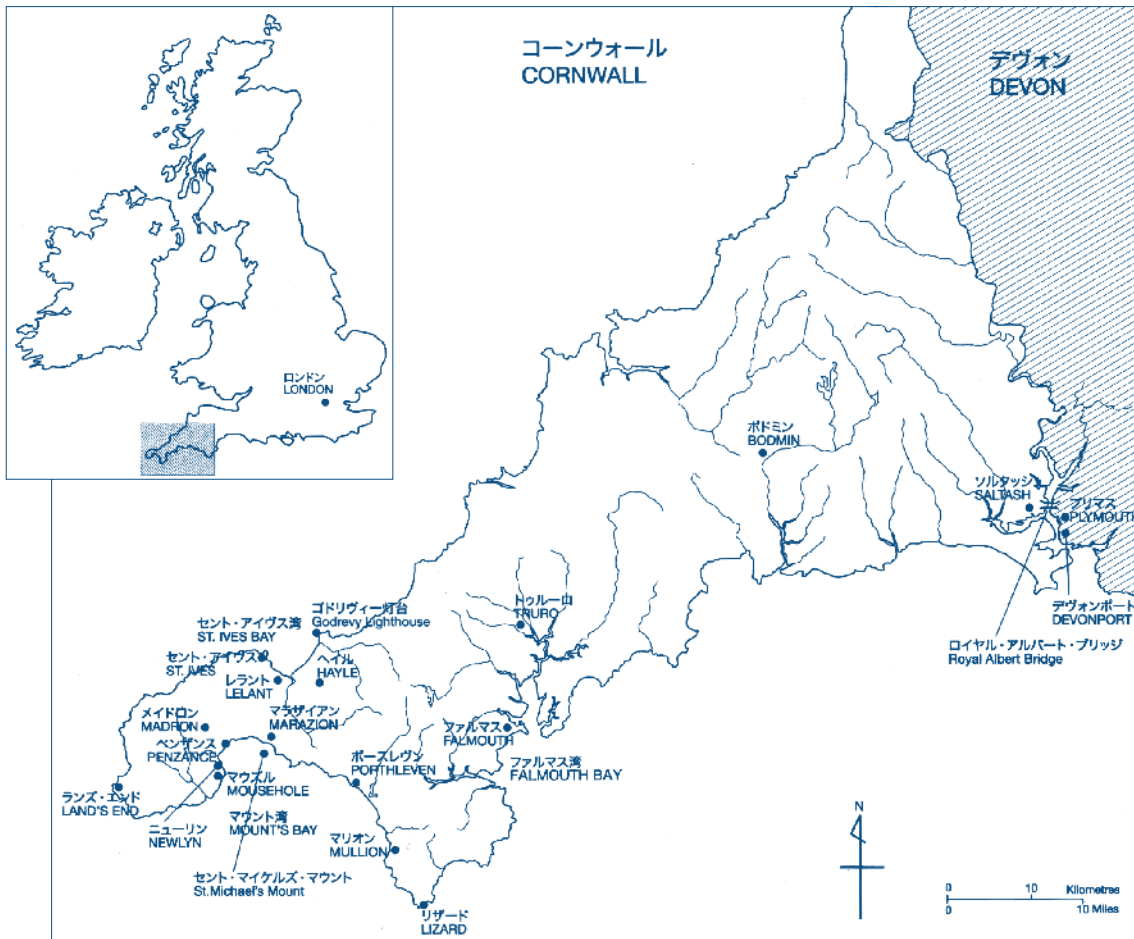 コーンウォール
CORNWALL
デヴォン
DEVON
ロンドン
LONDON
ボドミン
BODMIN
ソルタッシュ
SALTASH
プリマス
PLYMOUTH
デヴォンポート
DEVONPORT
ロイヤル・アルバート・ブリッジ
Royal Albert Bridge
トゥルーロ
TRURO
ゴドリヴィー灯台
Godrevy Lighthouse
セント・アイヴス湾
ST. IVES BAY
セント・アイヴス
ST. IVES
ヘイル
HAYLE
レラント
LELANT
メイドロン
MADRON
マラザイアン
MARAZION
ペンザンス
PENZANCE
ポースレヴン
PORTHLEVEN
ファルマス
FALMOUTH
ファルマス湾
FALMOUTH BAY
マウズル
MOUSEHOLE
ランズ・エンド
LAND'S END
ニューリン
NEWLYN
マウント湾
MOUNT'S BAY
マリオン
MULLION
セント・マイケルズ・マウント
St.Michael's Mount
リザード
LIZARD
N
0 10 Kilometres
0 10 Miles